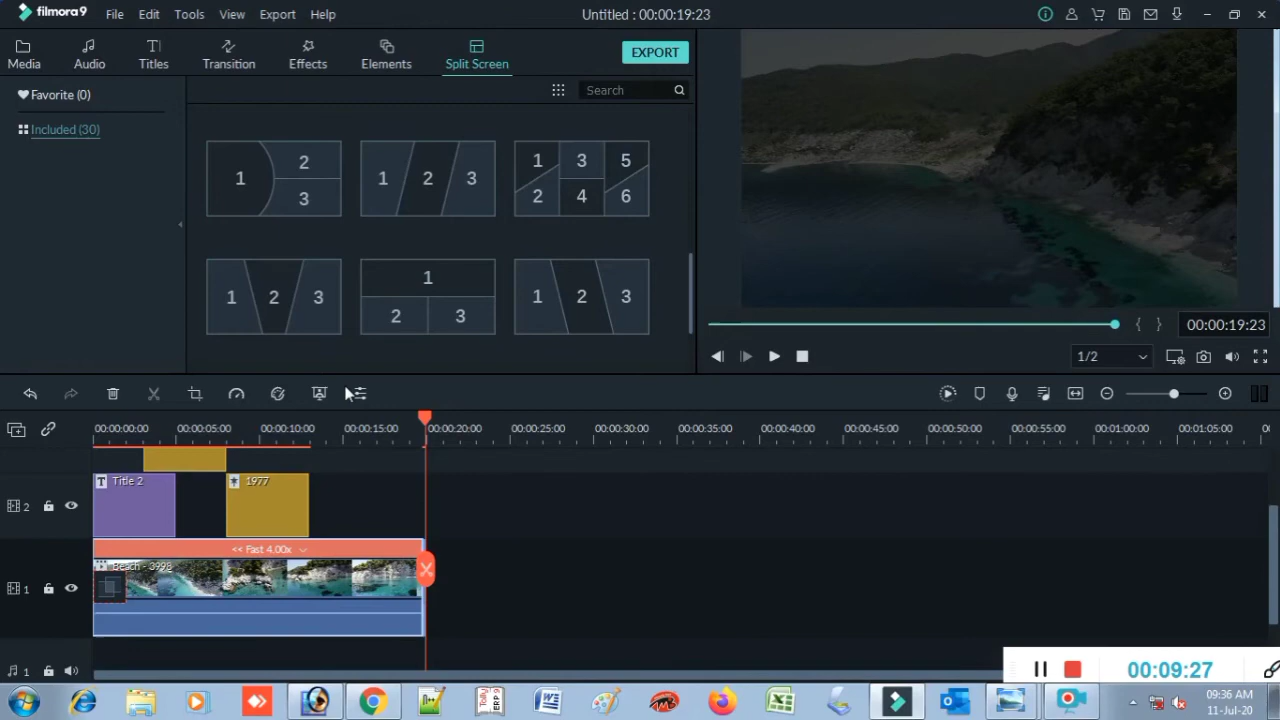 filmora9
File Edit Tools View Export Help
Untitled : 00:00:19:23
Media Audio Titles Transition Effects Elements Split Screen
EXPORT
Favorite (0)
Included (30)
Search
1 2 3
1 2 3
1 2 3 4 5 6
1 2 3
1 2 3
1 2 3
00:00:19:23
1/2
00:00:00:00 00:00:05:00 00:00:10:00 00:00:15:00 00:00:20:00 00:00:25:00 00:00:30:00 00:00:35:00 00:00:40:00 00:00:45:00 00:00:50:00 00:00:55:00 00:01:00:00 00:01:05:00
2
T Title 2
1977
<< Fast 4.00x
Beach - 3998
1
1
00:09:27
09:36 AM
11-Jul-20